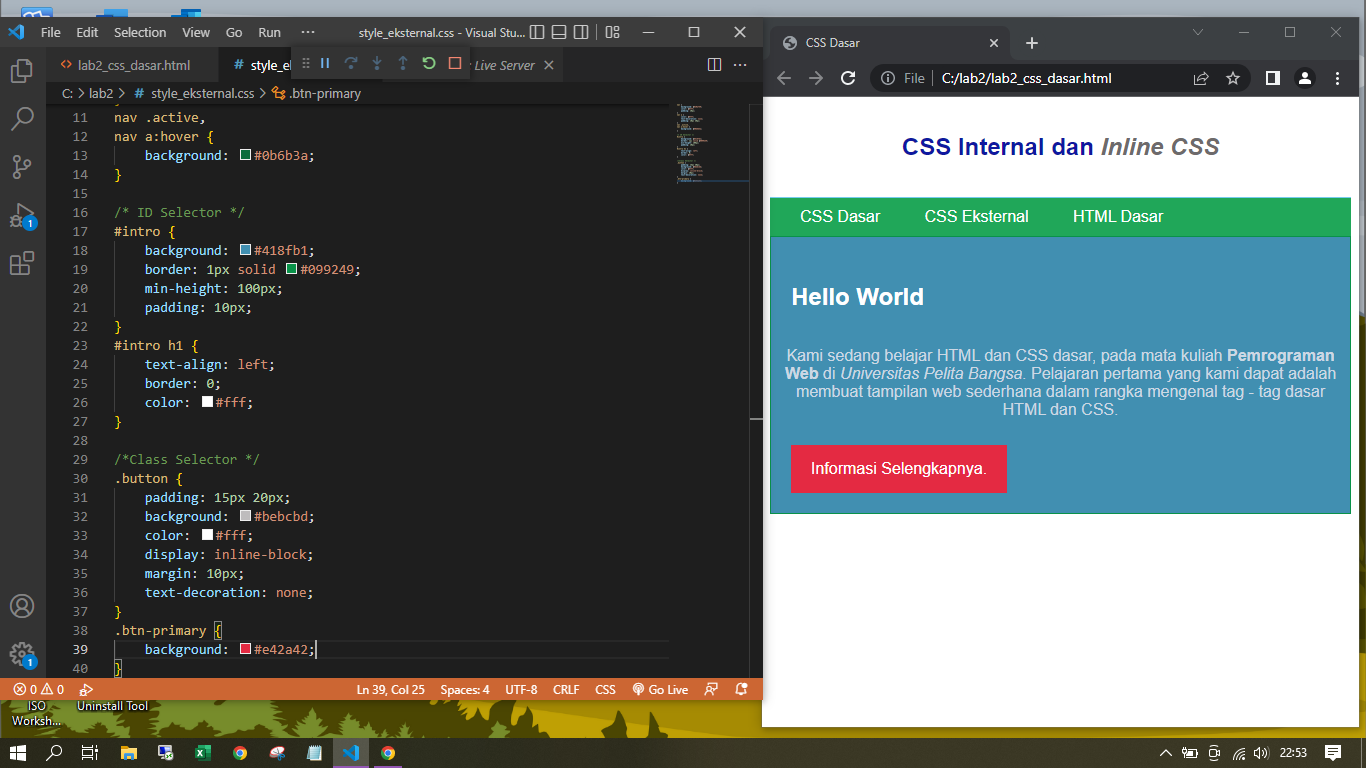 File Edit Selection View Go Run ··· style_eksternal.css - Visual Stu...
lab2_css_dasar.html # style_ek Live Server
C: > lab2 > # style_eksternal.css > .btn-primary
11 nav .active,
12 nav a:hover {
13 background: #0b6b3a;
14 }
15
16 /* ID Selector */
17 #intro {
18 background: #418fb1;
19 border: 1px solid #099249;
20 min-height: 100px;
21 padding: 10px;
22 }
23 #intro h1 {
24 text-align: left;
25 border: 0;
26 color: #fff;
27 }
28
29 /*Class Selector */
30 .button {
31 padding: 15px 20px;
32 background: #bebcbd;
33 color: #fff;
34 display: inline-block;
35 margin: 10px;
36 text-decoration: none;
37 }
38 .btn-primary {
39 background: #e42a42;
40 }
1
1
0 0 Ln 39, Col 25 Spaces: 4 UTF-8 CRLF CSS Go Live
CSS Dasar
File C:/lab2/lab2_css_dasar.html
CSS Internal dan Inline CSS
CSS Dasar CSS Eksternal HTML Dasar
Hello World
Kami sedang belajar HTML dan CSS dasar, pada mata kuliah Pemrograman
Web di Universitas Pelita Bangsa. Pelajaran pertama yang kami dapat adalah
membuat tampilan web sederhana dalam rangka mengenal tag - tag dasar
HTML dan CSS.
Informasi Selengkapnya.
ISO
Worksh...
Uninstall Tool
22:53